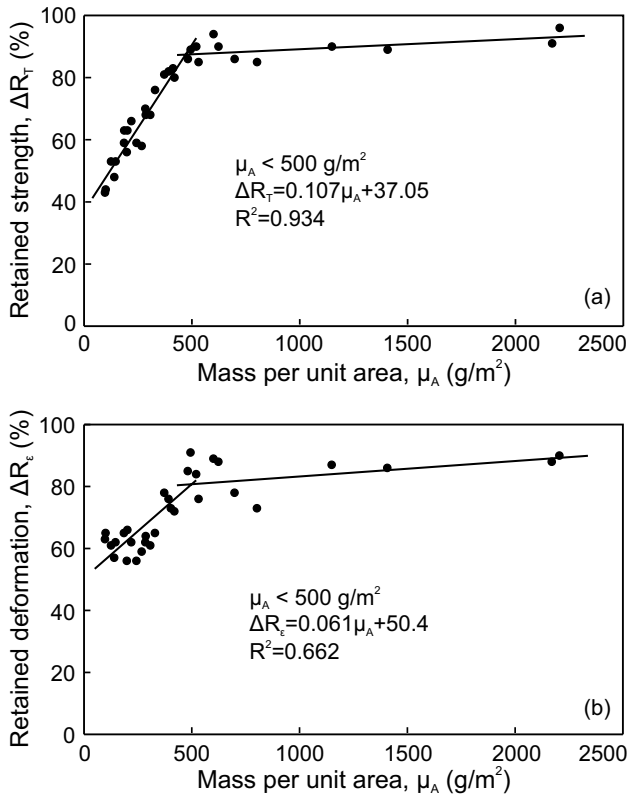 Retained strength, ΔR_T (%)
100
80
60
40
20
0
μ_A < 500 g/m²
ΔR_T=0.107μ_A+37.05
R²=0.934
(a)
0 500 1000 1500 2000 2500
Mass per unit area, μ_A (g/m²)
Retained deformation, ΔR_ε (%)
100
80
60
40
20
0
μ_A < 500 g/m²
ΔR_ε=0.061μ_A+50.4
R²=0.662
(b)
0 500 1000 1500 2000 2500
Mass per unit area, μ_A (g/m²)